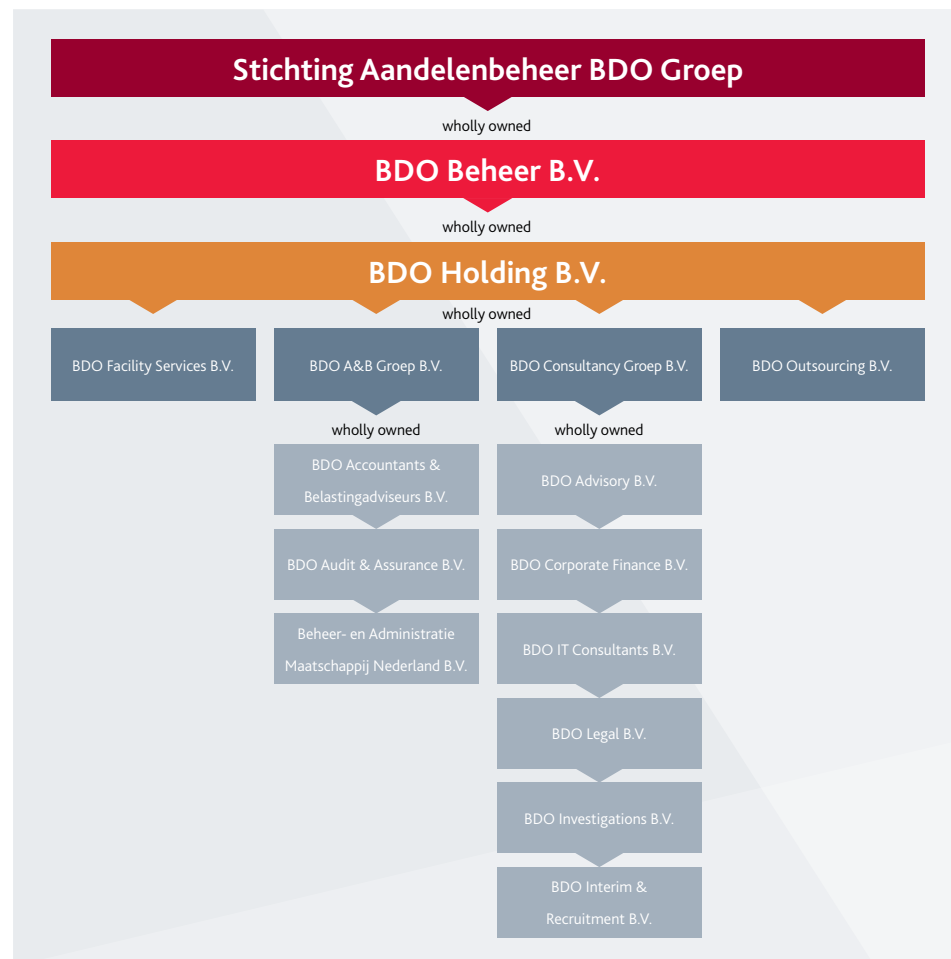 Stichting Aandelenbeheer BDO Groep
wholly owned
BDO Beheer B.V.
wholly owned
BDO Holding B.V.
wholly owned
BDO Facility Services B.V.
BDO A&B Groep B.V.
BDO Consultancy Groep B.V.
BDO Outsourcing B.V.
wholly owned
BDO Accountants &
Belastingadviseurs B.V.
BDO Audit & Assurance B.V.
Beheer- en Administratie
Maatschappij Nederland B.V.
wholly owned
BDO Advisory B.V.
BDO Corporate Finance B.V.
BDO IT Consultants B.V.
BDO Legal B.V.
BDO Investigations B.V.
BDO Interim &
Recruitment B.V.